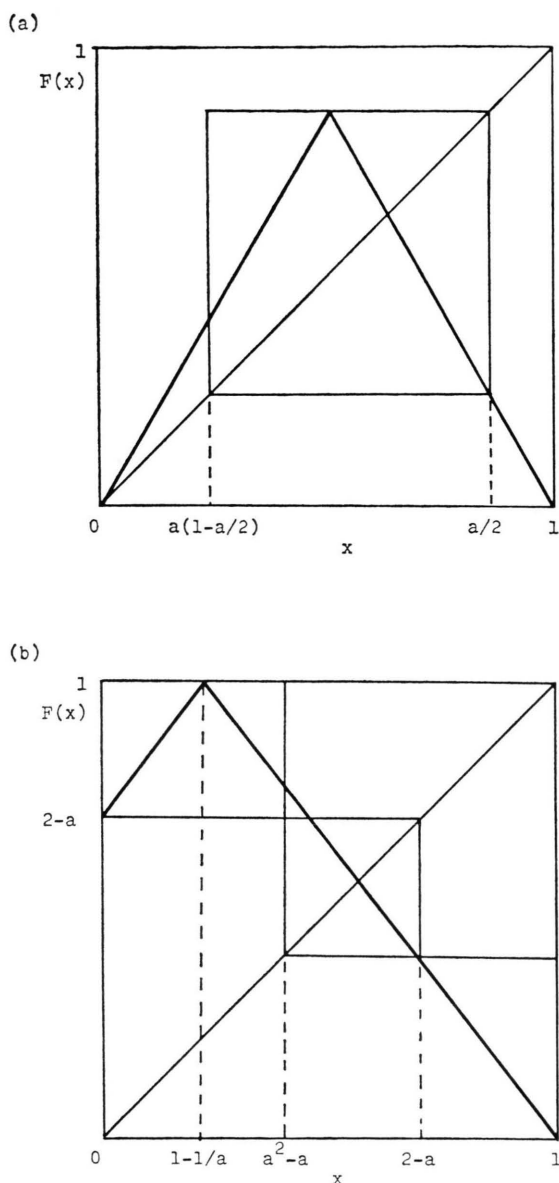 (a)
1
F(x)
0 a(1-a/2) a/2 1
x
(b)
1
F(x)
2-a
0 1-1/a a²-a 2-a 1
x